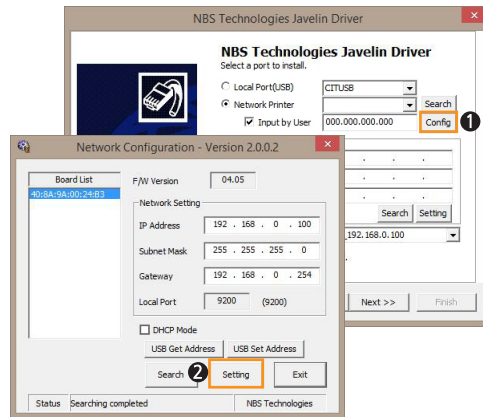 NBS Technologies Javelin Driver
NBS Technologies Javelin Driver
Select a port to install.
Local Port(USB) CITUSB
Network Printer Search
Input by User 000.000.000.000 Config 1
. . .
. . .
. . .
Search Setting
_192.168.0.100
.
Next >> Finish
Network Configuration - Version 2.0.0.2
Board List
40:8A:9A:00:24:B3
F/W Version 04.05
Network Setting
IP Address 192 . 168 . 0 . 100
Subnet Mask 255 . 255 . 255 . 0
Gateway 192 . 168 . 0 . 254
Local Port 9200 (9200)
DHCP Mode
USB Get Address USB Set Address
Search 2 Setting Exit
Status Searching completed NBS Technologies